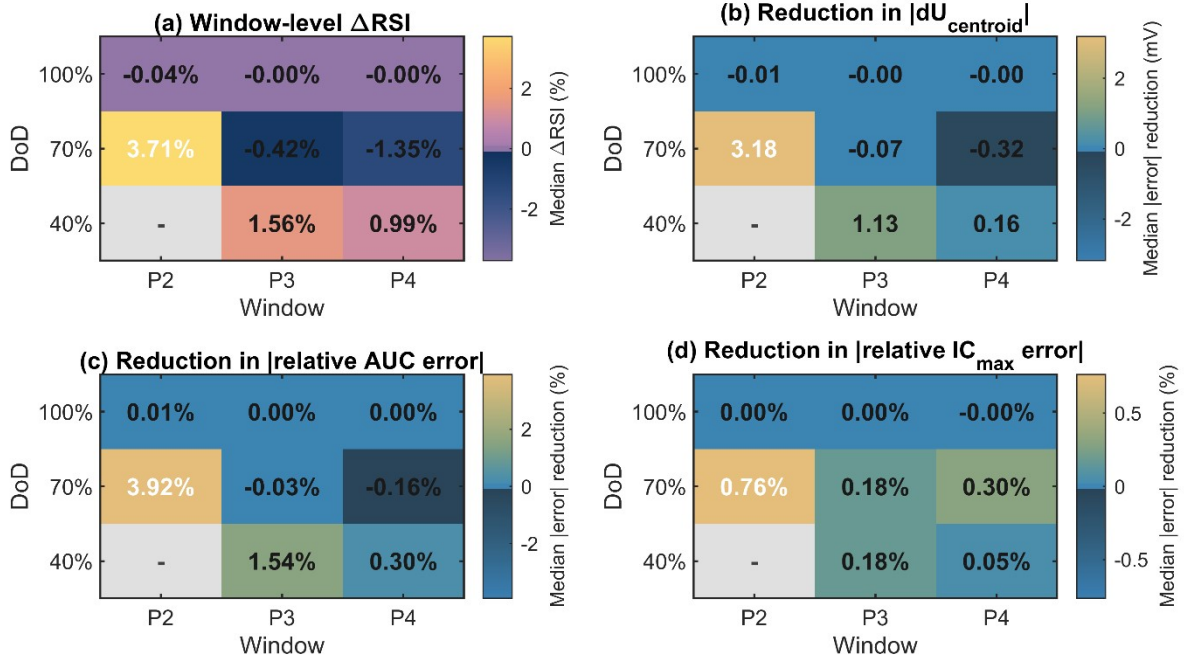 (a) Window-level ΔRSI
100% -0.04% -0.00% -0.00%
70% 3.71% -0.42% -1.35%
40% - 1.56% 0.99%
P2 P3 P4
Window
DoD
2
0
-2
Median ΔRSI (%)
(b) Reduction in |dU_centroid|
100% -0.01 -0.00 -0.00
70% 3.18 -0.07 -0.32
40% - 1.13 0.16
P2 P3 P4
Window
DoD
2
0
-2
Median |error| reduction (mV)
(c) Reduction in |relative AUC error|
100% 0.01% 0.00% 0.00%
70% 3.92% -0.03% -0.16%
40% - 1.54% 0.30%
P2 P3 P4
Window
DoD
2
0
-2
Median |error| reduction (%)
(d) Reduction in |relative IC_max error|
100% 0.00% 0.00% -0.00%
70% 0.76% 0.18% 0.30%
40% - 0.18% 0.05%
P2 P3 P4
Window
DoD
0.5
0
-0.5
Median |error| reduction (%)